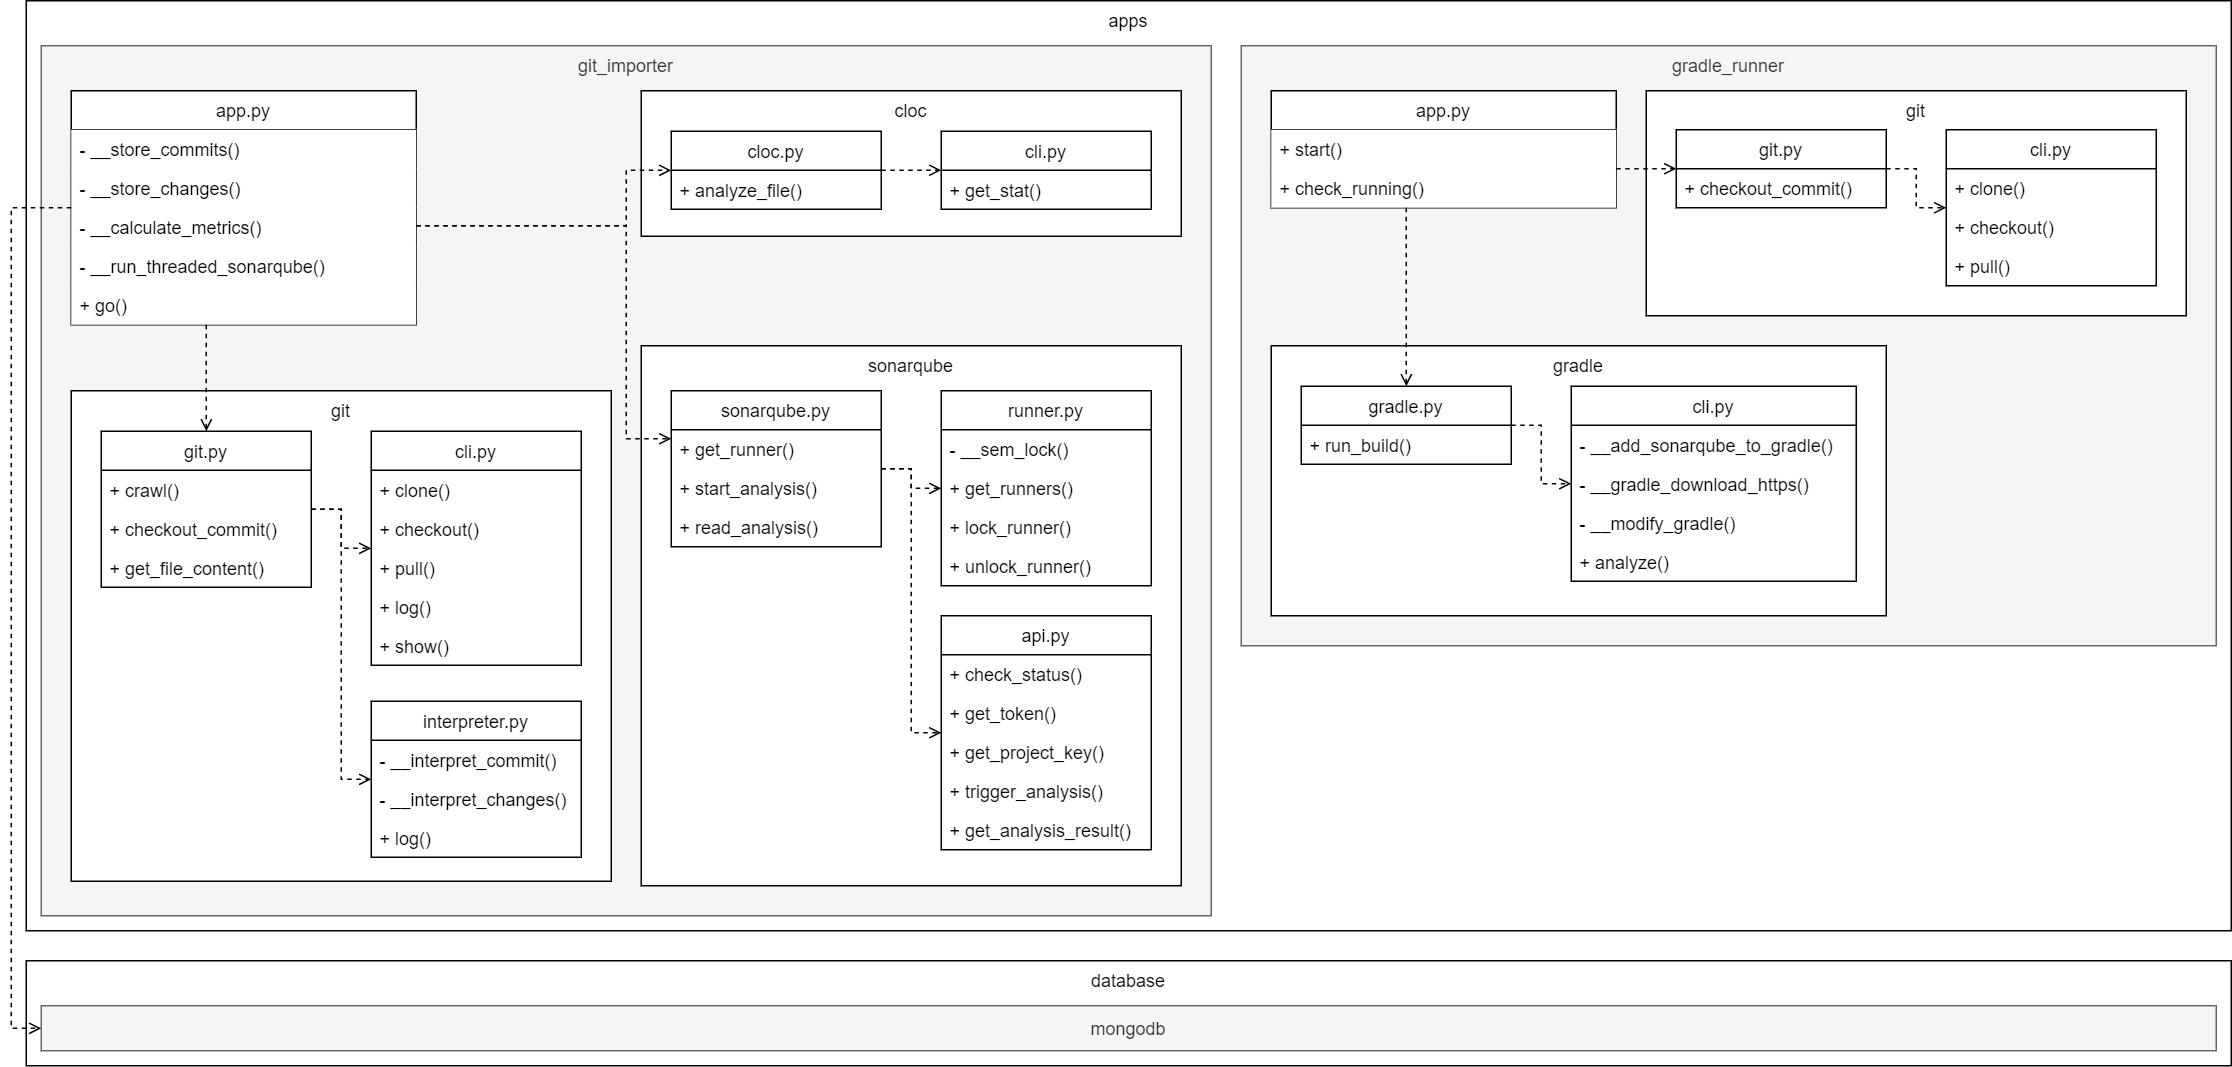 apps
git_importer
app.py
- __store_commits()
- __store_changes()
- __calculate_metrics()
- __run_threaded_sonarqube()
+ go()
cloc
cloc.py
+ analyze_file()
cli.py
+ get_stat()
git
git.py
+ crawl()
+ checkout_commit()
+ get_file_content()
cli.py
+ clone()
+ checkout()
+ pull()
+ log()
+ show()
interpreter.py
- __interpret_commit()
- __interpret_changes()
+ log()
sonarqube
sonarqube.py
+ get_runner()
+ start_analysis()
+ read_analysis()
runner.py
- __sem_lock()
+ get_runners()
+ lock_runner()
+ unlock_runner()
api.py
+ check_status()
+ get_token()
+ get_project_key()
+ trigger_analysis()
+ get_analysis_result()
gradle_runner
app.py
+ start()
+ check_running()
git
git.py
+ checkout_commit()
cli.py
+ clone()
+ checkout()
+ pull()
gradle
gradle.py
+ run_build()
cli.py
- __add_sonarqube_to_gradle()
- __gradle_download_https()
- __modify_gradle()
+ analyze()
database
mongodb